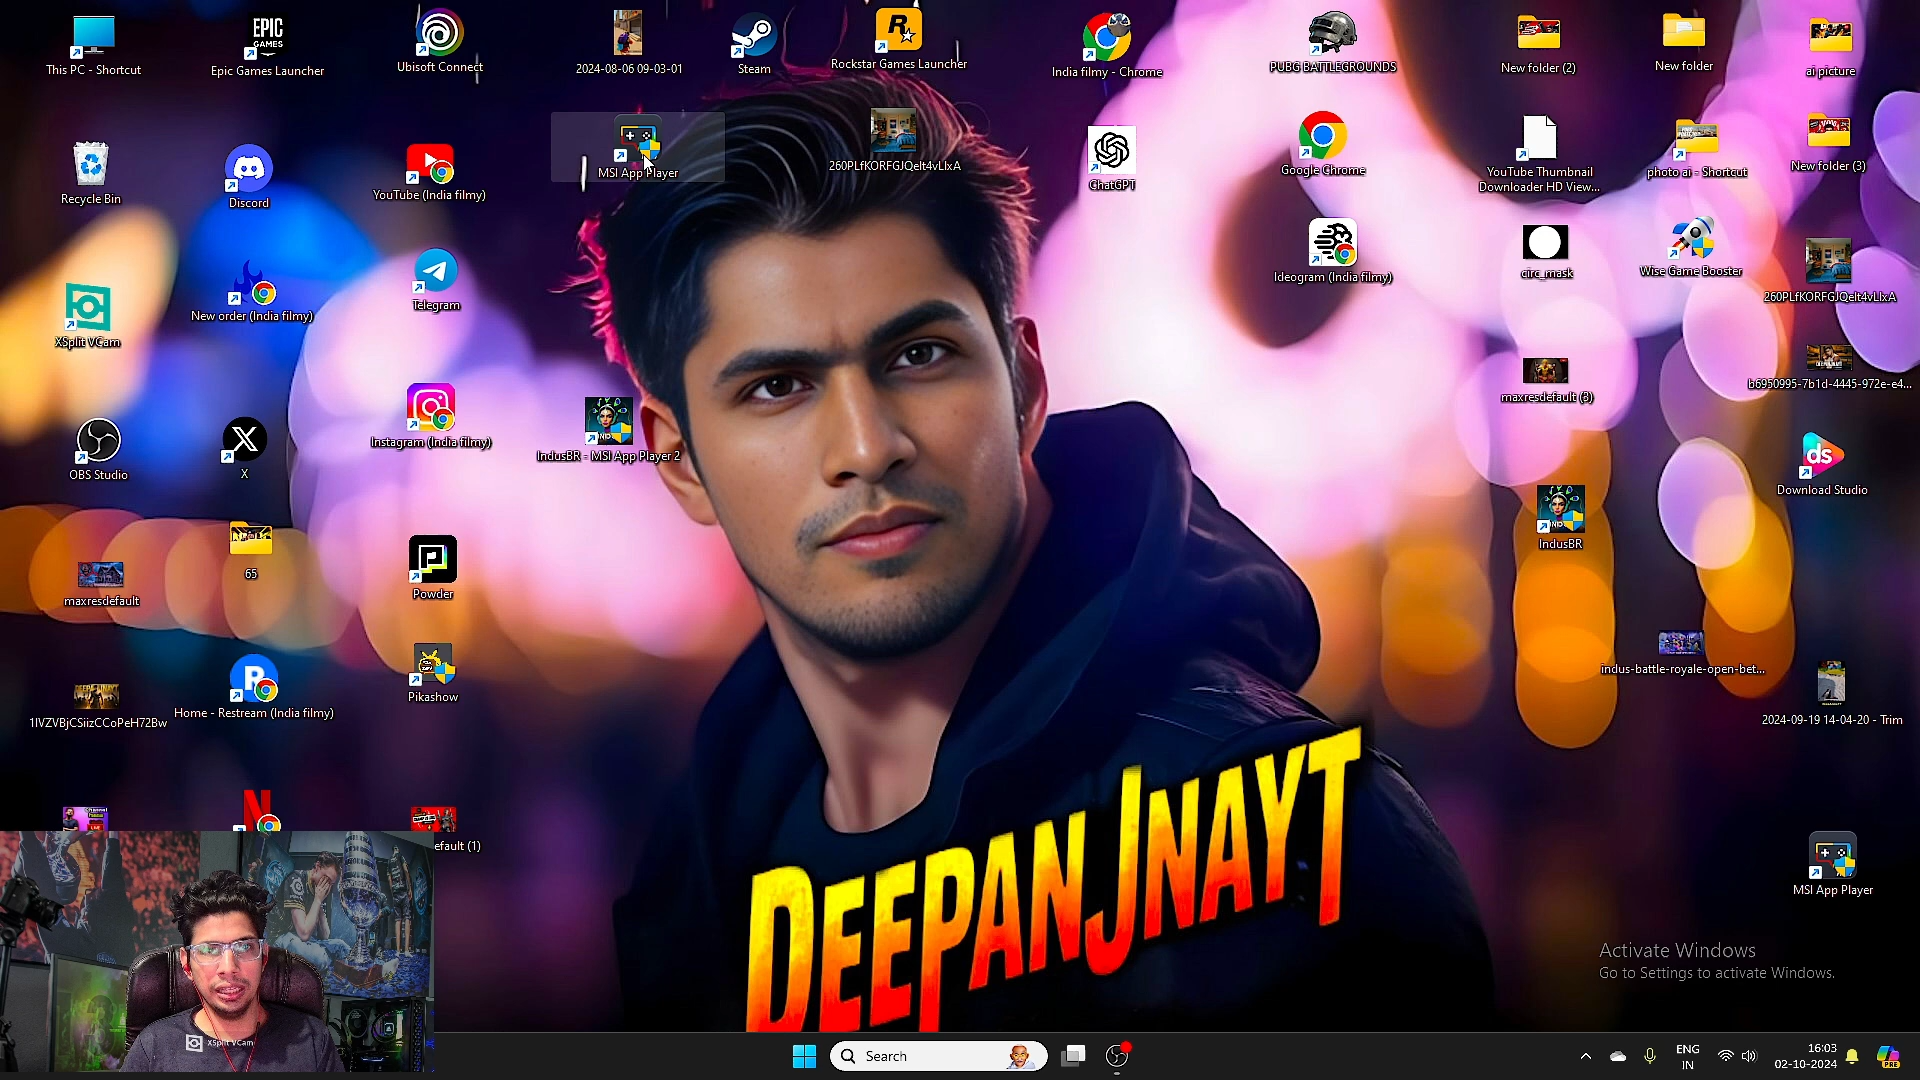 This PC - Shortcut
EPIC
GAMES
Epic Games Launcher
Ubisoft Connect
2024-08-06 09-03-01
Steam
Rockstar Games Launcher
India filmy - Chrome
PUBG BATTLEGROUNDS
New folder (2)
New folder
ai picture
Recycle Bin
Discord
YouTube (India filmy)
MSI App Player
260PLfKORFGJQelt4vLlxA
ChatGPT
Google Chrome
YouTube Thumbnail
Downloader HD View...
photo ai - Shortcut
New folder (3)
XSplit VCam
New order (India filmy)
Telegram
Ideogram (India filmy)
circ_mask
Wise Game Booster
260PLfKORFGJQelt4vLlxA
maxresdefault (3)
b6950995-7b1d-4445-972e-e4...
OBS Studio
X
Instagram (India filmy)
IndusBR - MSI App Player 2
IndusBR
ds
Download Studio
maxresdefault
65
Powder
Pikashow
indus-battle-royale-open-bet...
1IVZVBjCSiizCCoPeH72Bw
Home - Restream (India filmy)
2024-09-19 14-04-20 - Trim
efault (1)
MSI App Player
DEEPANJNAYT
Activate Windows
Go to Settings to activate Windows.
XSplit VCam
Search
ENG
IN
16:03
02-10-2024
PRE